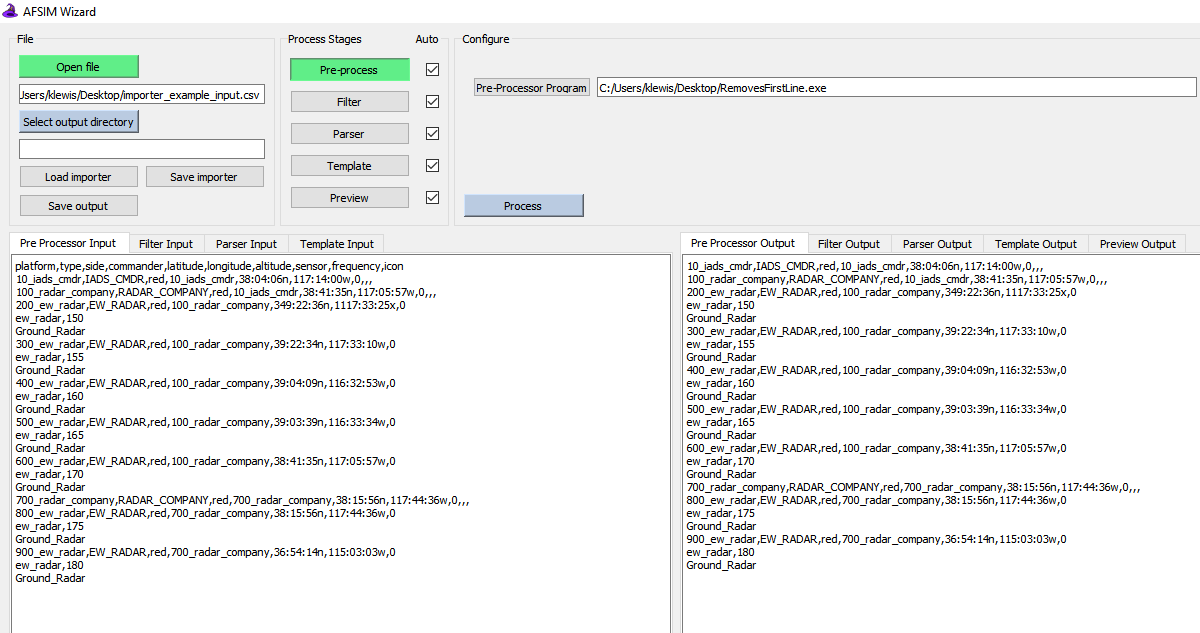 AFSIM Wizard
File
Open file
Users/klewis/Desktop/importer_example_input.csv
Select output directory
Load importer
Save importer
Save output
Process Stages
Auto
Pre-process
Filter
Parser
Template
Preview
Configure
Pre-Processor Program
C:/Users/klewis/Desktop/RemovesFirstLine.exe
Process
Pre Processor Input
Filter Input
Parser Input
Template Input
platform,type,side,commander,latitude,longitude,altitude,sensor,frequency,icon
10_iads_cmdr,IADS_CMDR,red,10_iads_cmdr,38:04:06n,117:14:00w,0,,,
100_radar_company,RADAR_COMPANY,red,10_iads_cmdr,38:41:35n,117:05:57w,0,,,
200_ew_radar,EW_RADAR,red,100_radar_company,349:22:36n,1117:33:25x,0
ew_radar,150
Ground_Radar
300_ew_radar,EW_RADAR,red,100_radar_company,39:22:34n,117:33:10w,0
ew_radar,155
Ground_Radar
400_ew_radar,EW_RADAR,red,100_radar_company,39:04:09n,116:32:53w,0
ew_radar,160
Ground_Radar
500_ew_radar,EW_RADAR,red,100_radar_company,39:03:39n,116:33:34w,0
ew_radar,165
Ground_Radar
600_ew_radar,EW_RADAR,red,100_radar_company,38:41:35n,117:05:57w,0
ew_radar,170
Ground_Radar
700_radar_company,RADAR_COMPANY,red,700_radar_company,38:15:56n,117:44:36w,0,,,
800_ew_radar,EW_RADAR,red,700_radar_company,38:15:56n,117:44:36w,0
ew_radar,175
Ground_Radar
900_ew_radar,EW_RADAR,red,700_radar_company,36:54:14n,115:03:03w,0
ew_radar,180
Ground_Radar
Pre Processor Output
Filter Output
Parser Output
Template Output
Preview Output
10_iads_cmdr,IADS_CMDR,red,10_iads_cmdr,38:04:06n,117:14:00w,0,,,
100_radar_company,RADAR_COMPANY,red,10_iads_cmdr,38:41:35n,117:05:57w,0,,,
200_ew_radar,EW_RADAR,red,100_radar_company,349:22:36n,1117:33:25x,0
ew_radar,150
Ground_Radar
300_ew_radar,EW_RADAR,red,100_radar_company,39:22:34n,117:33:10w,0
ew_radar,155
Ground_Radar
400_ew_radar,EW_RADAR,red,100_radar_company,39:04:09n,116:32:53w,0
ew_radar,160
Ground_Radar
500_ew_radar,EW_RADAR,red,100_radar_company,39:03:39n,116:33:34w,0
ew_radar,165
Ground_Radar
600_ew_radar,EW_RADAR,red,100_radar_company,38:41:35n,117:05:57w,0
ew_radar,170
Ground_Radar
700_radar_company,RADAR_COMPANY,red,700_radar_company,38:15:56n,117:44:36w,0,,,
800_ew_radar,EW_RADAR,red,700_radar_company,38:15:56n,117:44:36w,0
ew_radar,175
Ground_Radar
900_ew_radar,EW_RADAR,red,700_radar_company,36:54:14n,115:03:03w,0
ew_radar,180
Ground_Radar